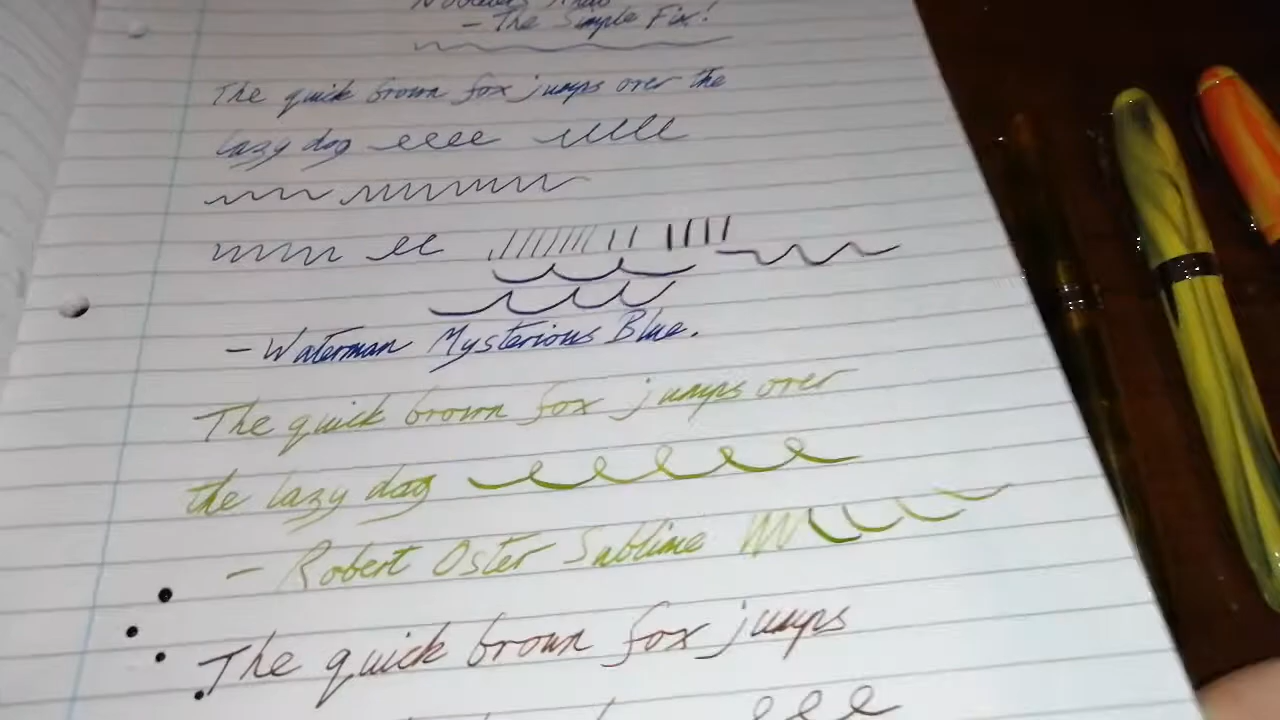 - The Simple Fix!
The quick brown fox jumps over the
lazy dog
- Waterman Mysterious Blue.
The quick brown fox jumps over
the lazy dog
- Robert Oster Sublime
The quick brown fox jumps